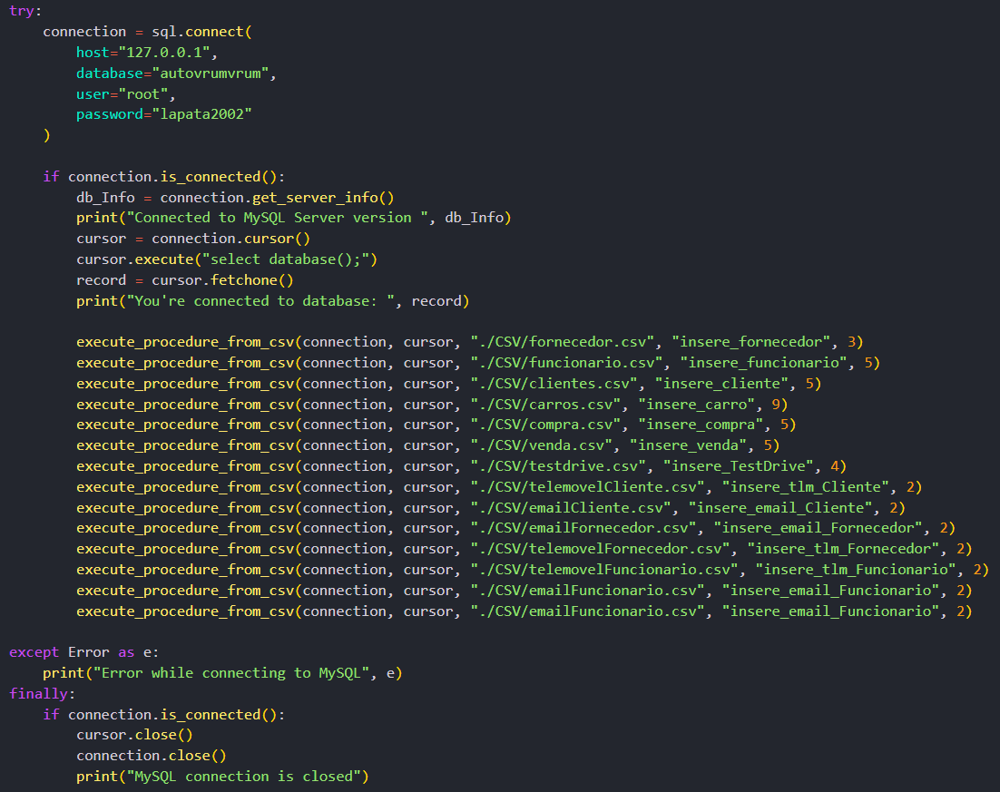 try:
    connection = sql.connect(
        host="127.0.0.1",
        database="autovrumvrum",
        user="root",
        password="lapata2002"
    )
    if connection.is_connected():
        db_Info = connection.get_server_info()
        print("Connected to MySQL Server version ", db_Info)
        cursor = connection.cursor()
        cursor.execute("select database();")
        record = cursor.fetchone()
        print("You're connected to database: ", record)
        execute_procedure_from_csv(connection, cursor, "./CSV/fornecedor.csv", "insere_fornecedor", 3)
        execute_procedure_from_csv(connection, cursor, "./CSV/funcionario.csv", "insere_funcionario", 5)
        execute_procedure_from_csv(connection, cursor, "./CSV/clientes.csv", "insere_cliente", 5)
        execute_procedure_from_csv(connection, cursor, "./CSV/carros.csv", "insere_carro", 9)
        execute_procedure_from_csv(connection, cursor, "./CSV/compra.csv", "insere_compra", 5)
        execute_procedure_from_csv(connection, cursor, "./CSV/venda.csv", "insere_venda", 5)
        execute_procedure_from_csv(connection, cursor, "./CSV/testdrive.csv", "insere_TestDrive", 4)
        execute_procedure_from_csv(connection, cursor, "./CSV/telemovelCliente.csv", "insere_tlm_Cliente", 2)
        execute_procedure_from_csv(connection, cursor, "./CSV/emailCliente.csv", "insere_email_Cliente", 2)
        execute_procedure_from_csv(connection, cursor, "./CSV/emailFornecedor.csv", "insere_email_Fornecedor", 2)
        execute_procedure_from_csv(connection, cursor, "./CSV/telemovelFornecedor.csv", "insere_tlm_Fornecedor", 2)
        execute_procedure_from_csv(connection, cursor, "./CSV/telemovelFuncionario.csv", "insere_tlm_Funcionario", 2)
        execute_procedure_from_csv(connection, cursor, "./CSV/emailFuncionario.csv", "insere_email_Funcionario", 2)
        execute_procedure_from_csv(connection, cursor, "./CSV/emailFuncionario.csv", "insere_email_Funcionario", 2)
except Error as e:
    print("Error while connecting to MySQL", e)
finally:
    if connection.is_connected():
        cursor.close()
        connection.close()
        print("MySQL connection is closed")